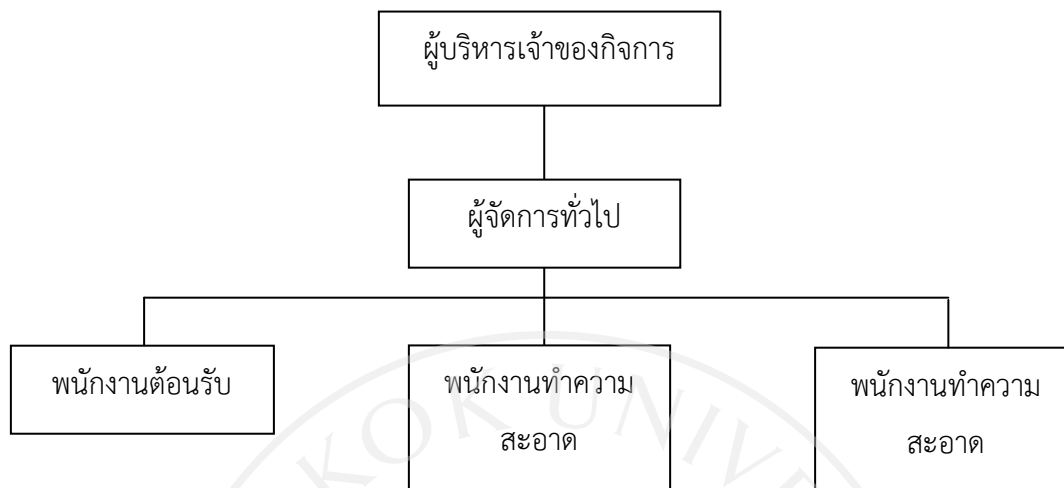 ผู้บริหารเจ้าของกิจการ
ผู้จัดการทั่วไป
พนักงานต้อนรับ
พนักงานทำความ
สะอาด
พนักงานทำความ
สะอาด
KOK UNIVE